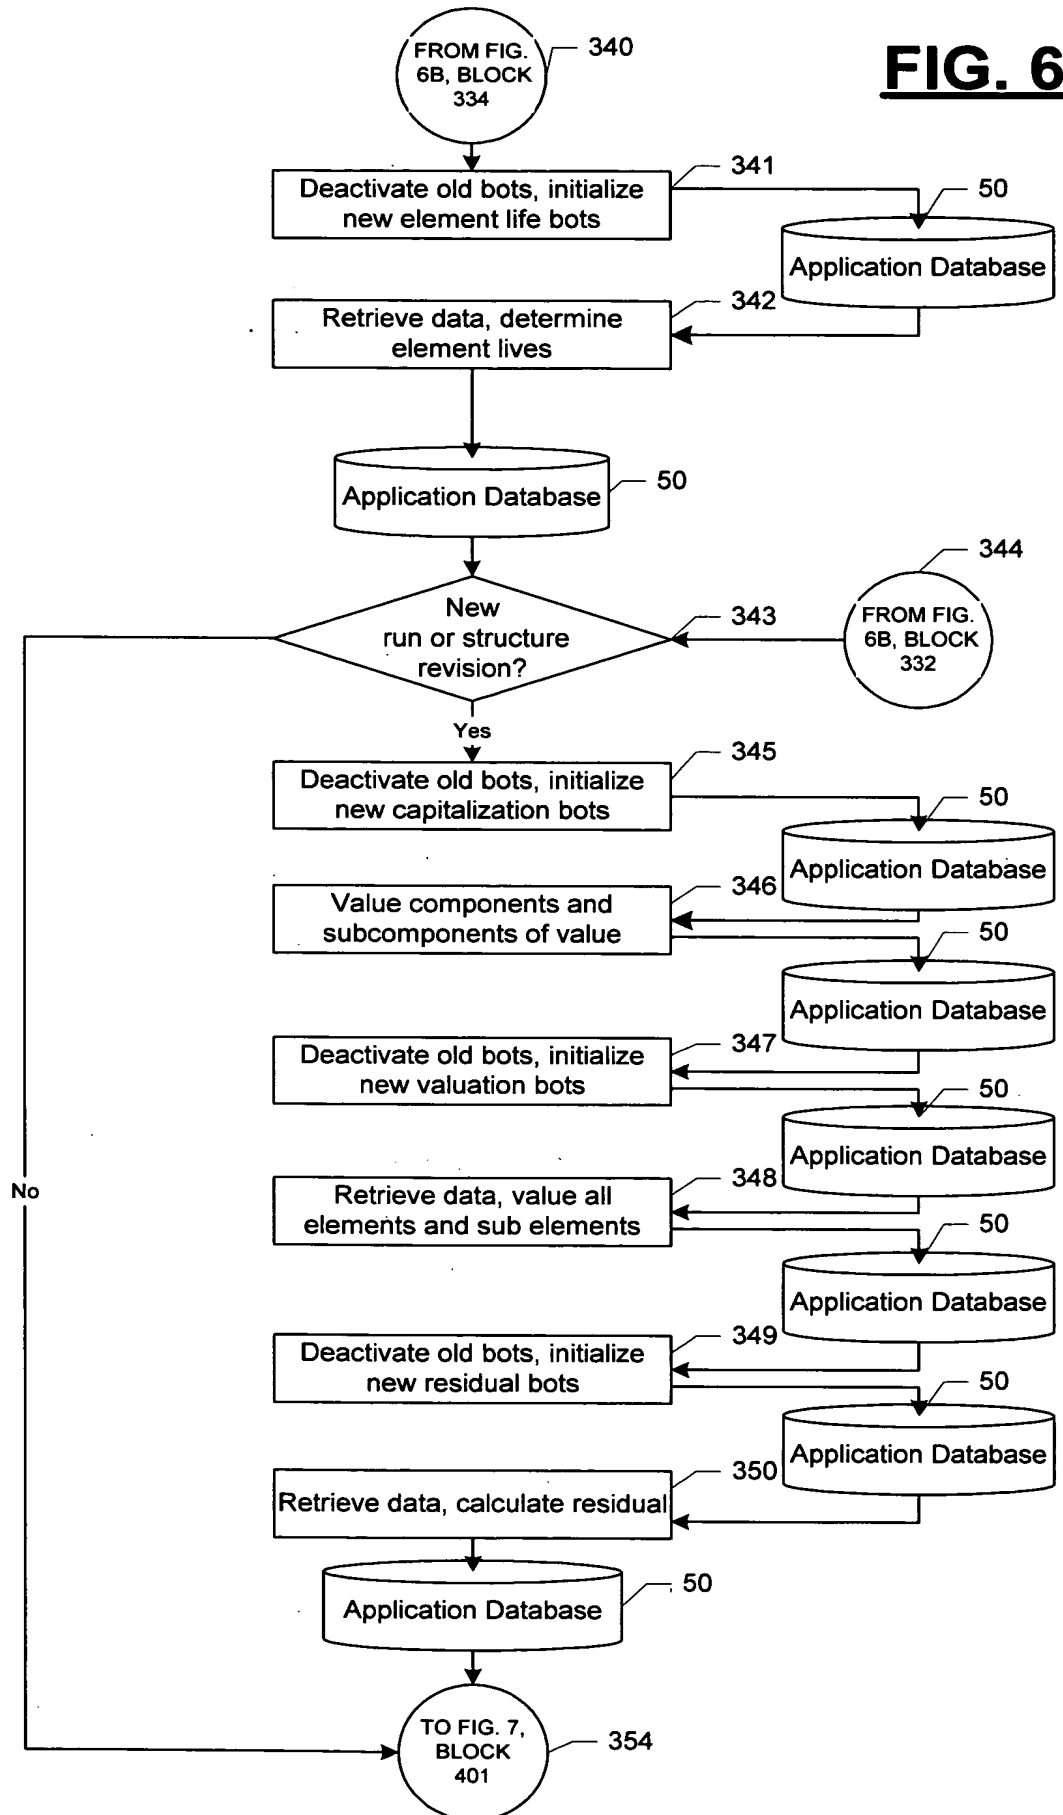 FROM FIG.
6B, BLOCK
334
340
FIG. 6
Deactivate old bots, initialize
new element life bots
341
50
Application Database
Retrieve data, determine
element lives
342
Application Database
50
New
run or structure
revision?
343
344
FROM FIG.
6B, BLOCK
332
Yes
Deactivate old bots, initialize
new capitalization bots
345
50
Application Database
Value components and
subcomponents of value
346
50
Application Database
Deactivate old bots, initialize
new valuation bots
347
50
Application Database
No
Retrieve data, value all
elements and sub elements
348
50
Application Database
Deactivate old bots, initialize
new residual bots
349
50
Application Database
Retrieve data, calculate residual
350
Application Database
50
TO FIG. 7,
BLOCK
401
354